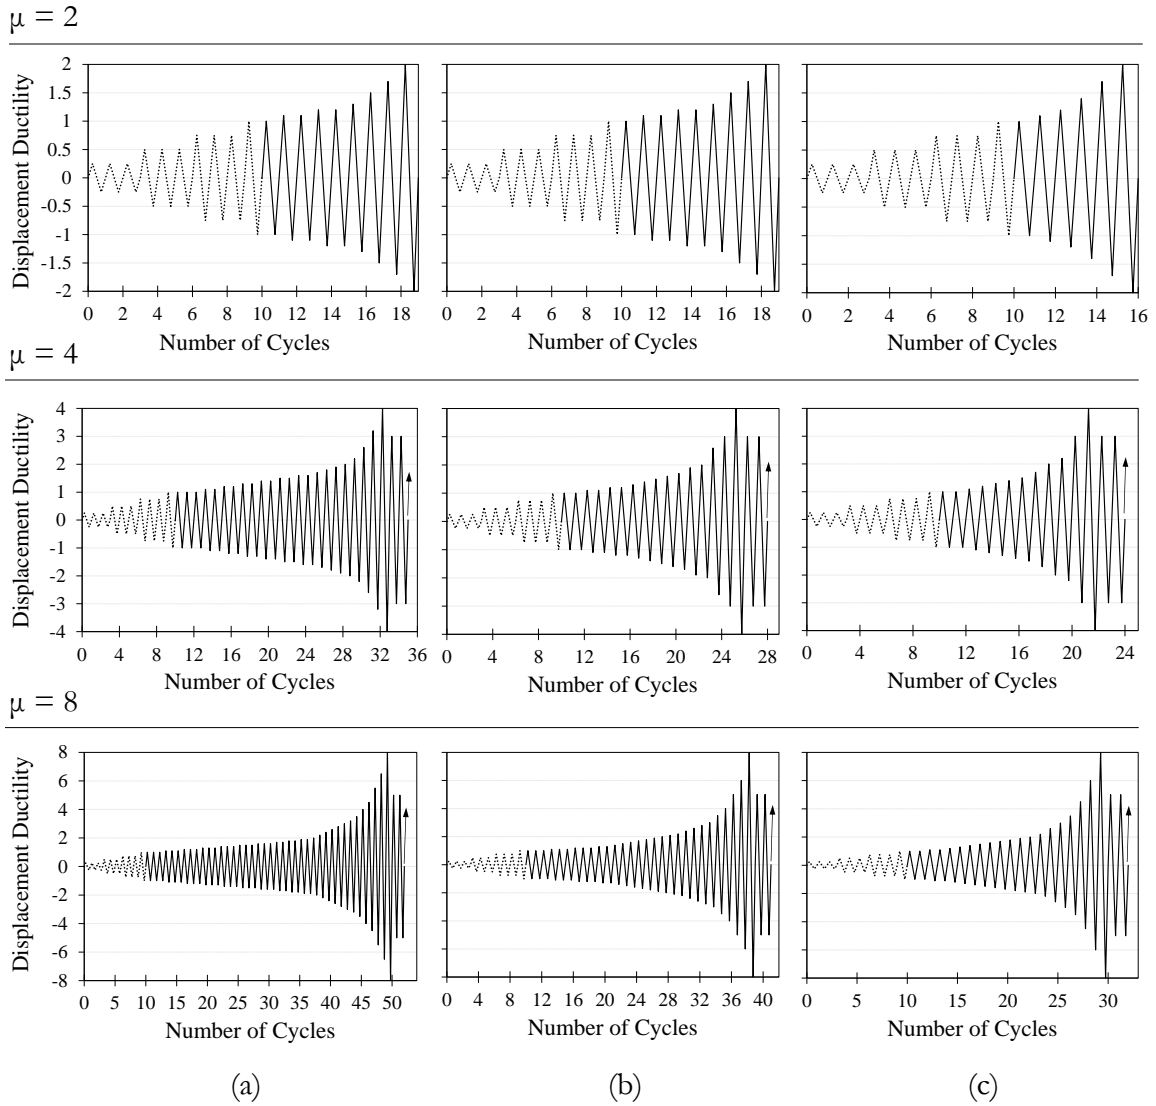 μ = 2
Displacement Ductility
2
1.5
1
0.5
0
-0.5
-1
-1.5
-2
0 2 4 6 8 10 12 14 16 18
0 2 4 6 8 10 12 14 16 18
0 2 4 6 8 10 12 14 16
Number of Cycles Number of Cycles Number of Cycles
μ = 4
Displacement Ductility
4
3
2
1
0
-1
-2
-3
-4
0 4 8 12 16 20 24 28 32 36
0 4 8 12 16 20 24 28
0 4 8 12 16 20 24
Number of Cycles Number of Cycles Number of Cycles
μ = 8
Displacement Ductility
8
6
4
2
0
-2
-4
-6
-8
0 5 10 15 20 25 30 35 40 45 50
0 4 8 12 16 20 24 28 32 36 40
0 5 10 15 20 25 30
Number of Cycles Number of Cycles Number of Cycles
(a) (b) (c)